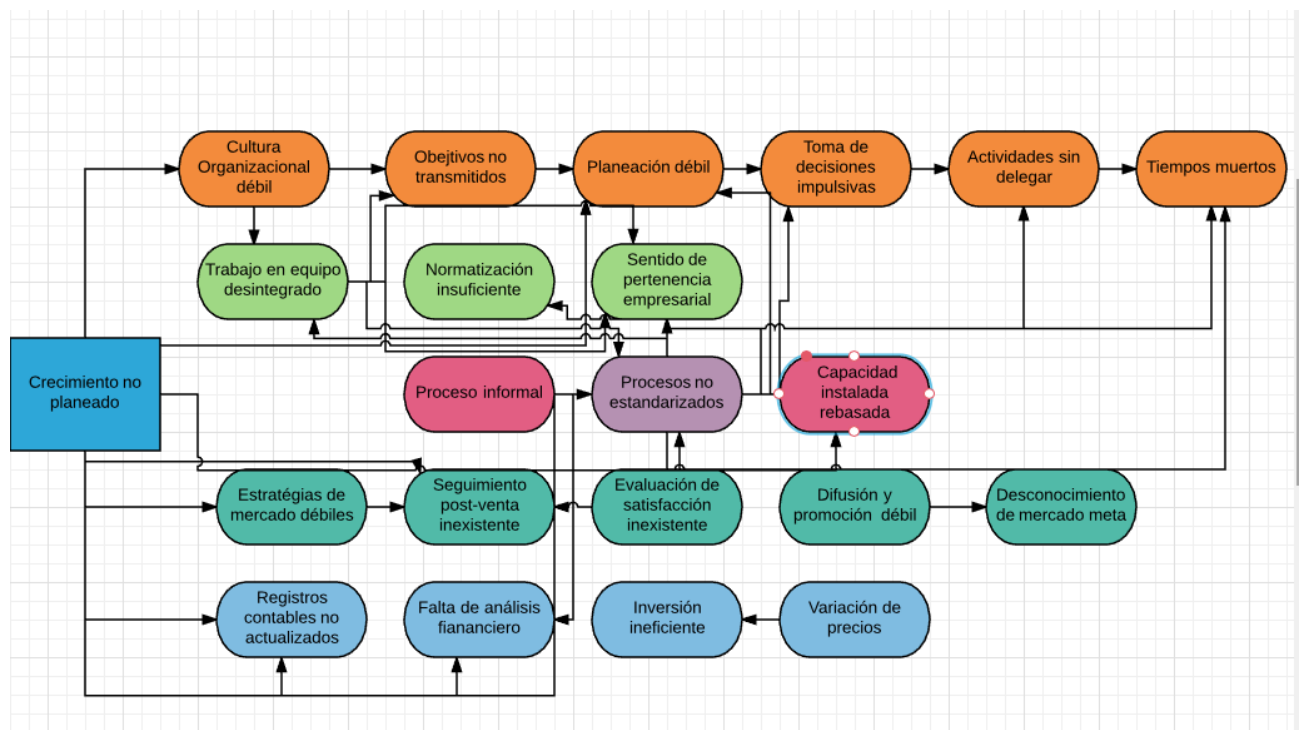 Cultura
Organizacional
débil
Obejtivos no
transmitidos
Planeación débil
Toma de
decisiones
impulsivas
Actividades sin
delegar
Tiempos muertos
Trabajo en equipo
desintegrado
Normatización
insuficiente
Sentido de
pertenencia
empresarial
Crecimiento no
planeado
Proceso informal
Procesos no
estandarizados
Capacidad
instalada
rebasada
Estratégias de
mercado débiles
Seguimiento
post-venta
inexistente
Evaluación de
satisfacción
inexistente
Difusión y
promoción débil
Desconocimiento
de mercado meta
Registros
contables no
actualizados
Falta de análisis
fiananciero
Inversión
ineficiente
Variación de
precios